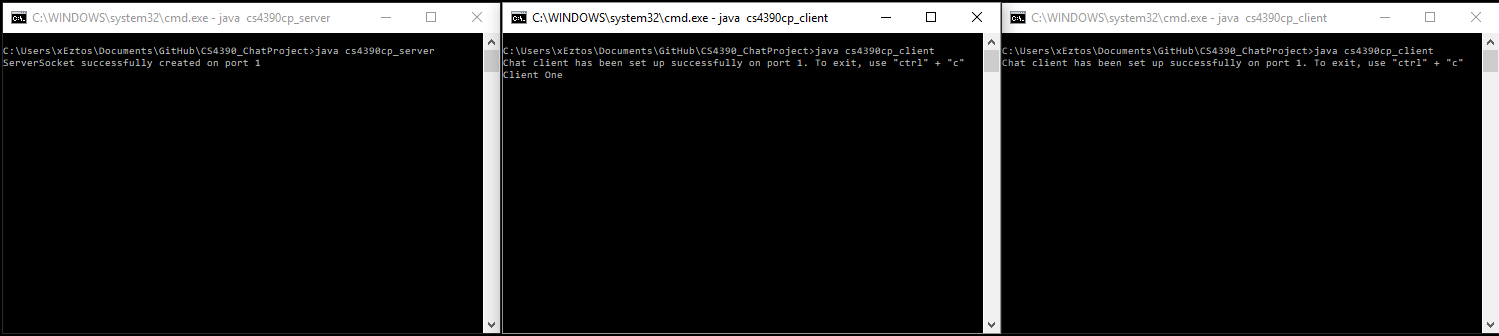 C:\WINDOWS\system32\cmd.exe - java  cs4390cp_server
C:\Users\xEztos\Documents\GitHub\CS4390_ChatProject>java cs4390cp_server
ServerSocket successfully created on port 1
C:\WINDOWS\system32\cmd.exe - java  cs4390cp_client
C:\Users\xEztos\Documents\GitHub\CS4390_ChatProject>java cs4390cp_client
Chat client has been set up successfully on port 1. To exit, use "ctrl" + "c"
Client One
C:\WINDOWS\system32\cmd.exe - java  cs4390cp_client
C:\Users\xEztos\Documents\GitHub\CS4390_ChatProject>java cs4390cp_client
Chat client has been set up successfully on port 1. To exit, use "ctrl" + "c"